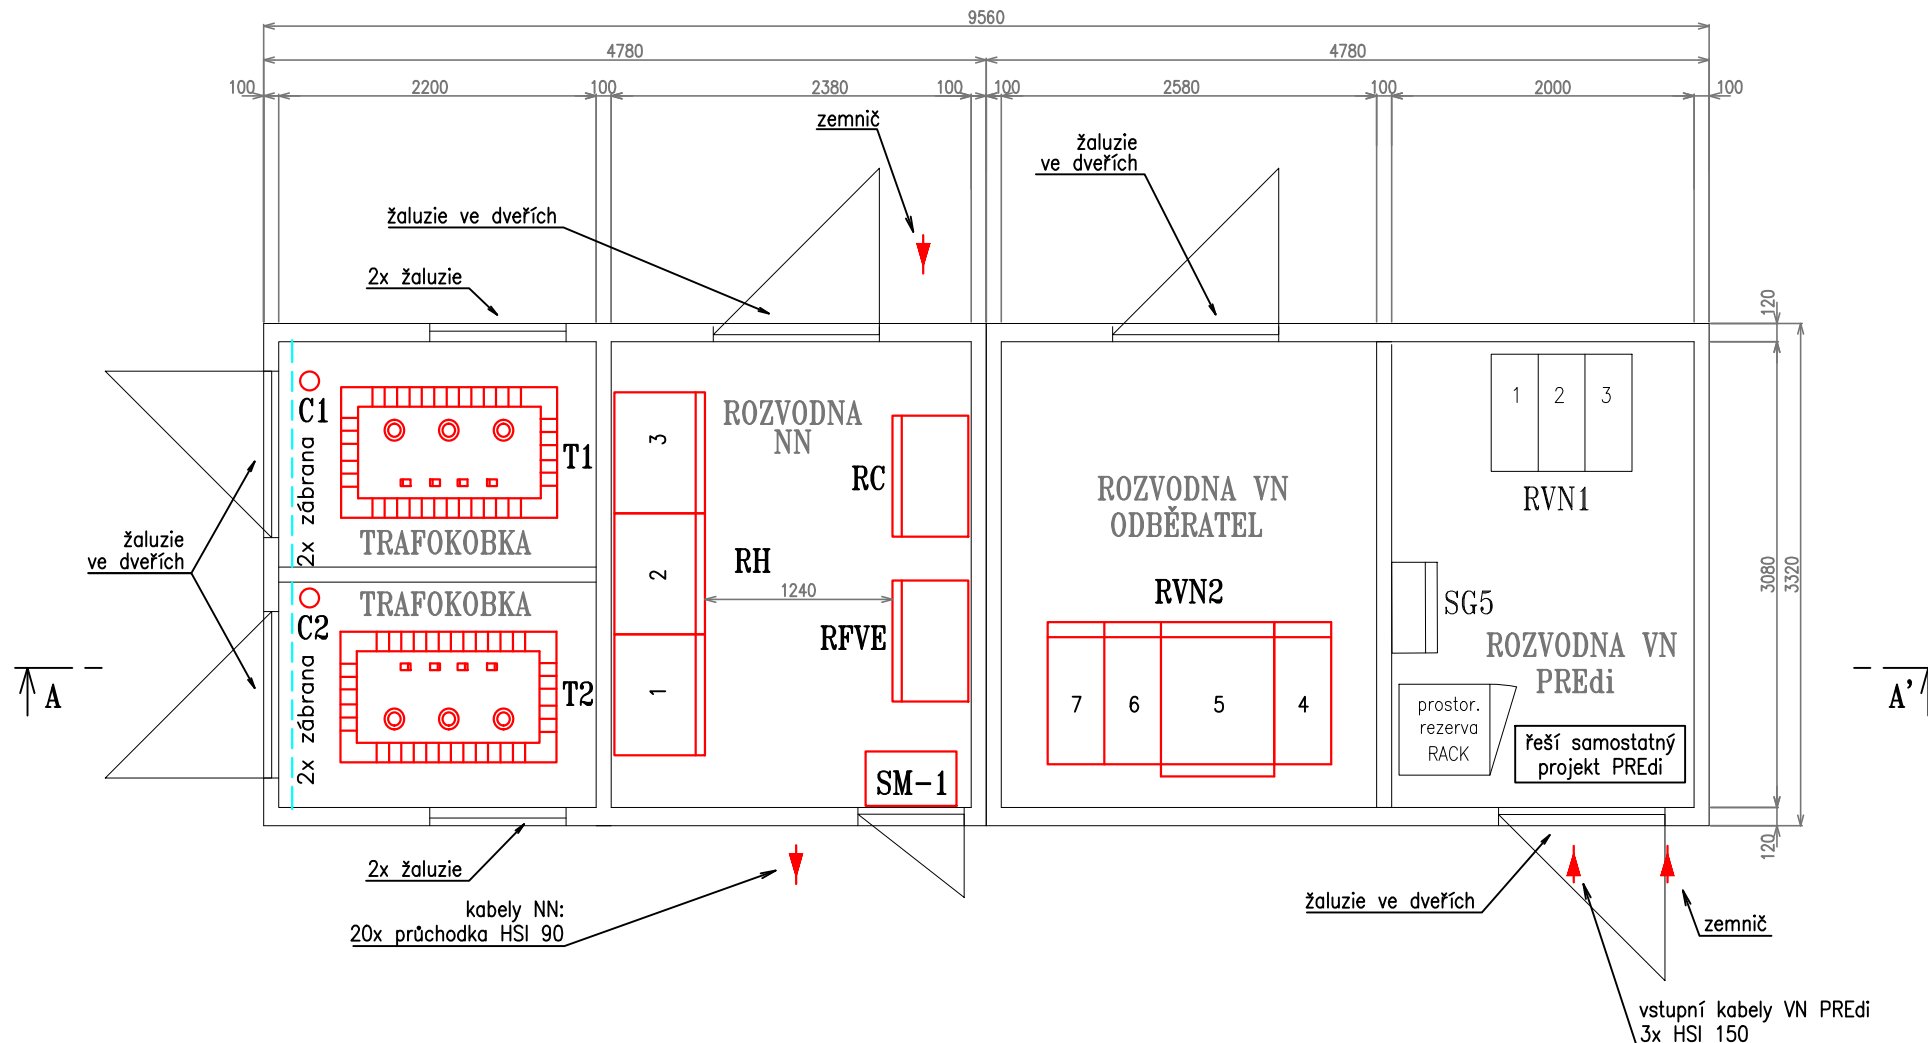 9560
4780
4780
100
2200
100
2380
100
100
2580
100
2000
100
zemnič
žaluzie
ve dveřích
žaluzie ve dveřích
2x žaluzie
120
C1
2x zábrana
T1
TRAFOKOBKA
3
ROZVODNA
NN
RC
ROZVODNA VN
ODBĚRATEL
1
2
3
RVN1
žaluzie
ve dveřích
TRAFOKOBKA
C2
2x zábrana
T2
2
RH
1240
RFVE
1
RVN2
SG5
ROZVODNA VN
PREdi
3080
3320
A
A'
7
6
5
4
prostor.
rezerva
RACK
řeší samostatný
projekt PREdi
SM-1
120
2x žaluzie
kabely NN:
20x průchodka HSI 90
žaluzie ve dveřích
zemnič
vstupní kabely VN PREdi
3x HSI 150